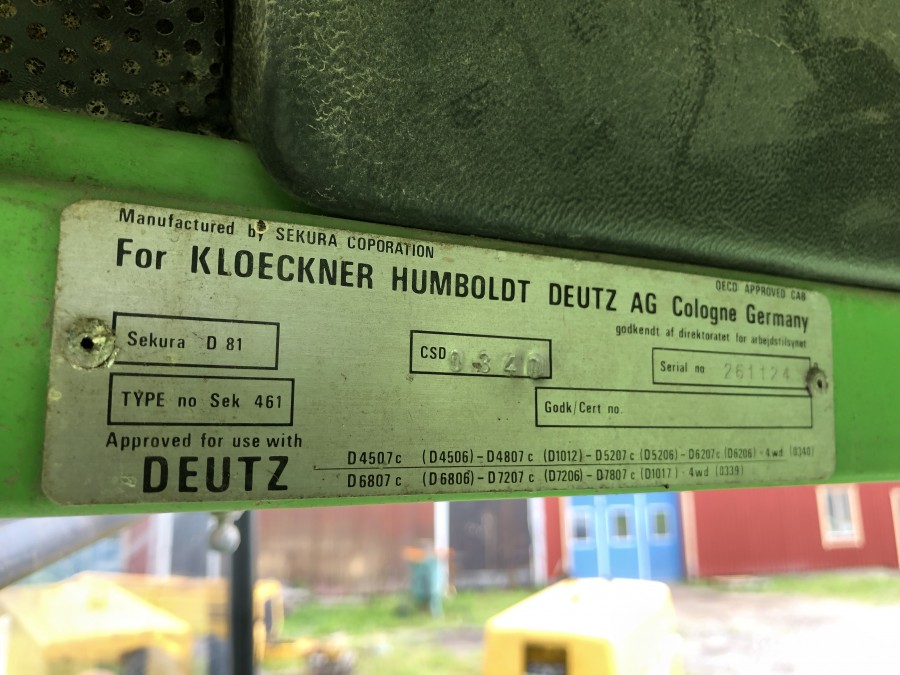 Manufactured by SEKURA COPORATION
OECD APPROVED CAB
For KLOECKNER HUMBOLDT DEUTZ AG Cologne Germany
godkendt af direktoratet for arbejdstilsynet
Sekura D 81
CSD 0340
Serial no 261124
TYPE no Sek 461
Godk/Cert no
Approved for use with
DEUTZ
D4507c (D4506)-D4807c (D1012)-D5207c (D5206)-D6207c (D6206)·4wd (0340)
D6807c (D6806)-D7207c (D7206)-D7807c (D1017)·4wd (0339)